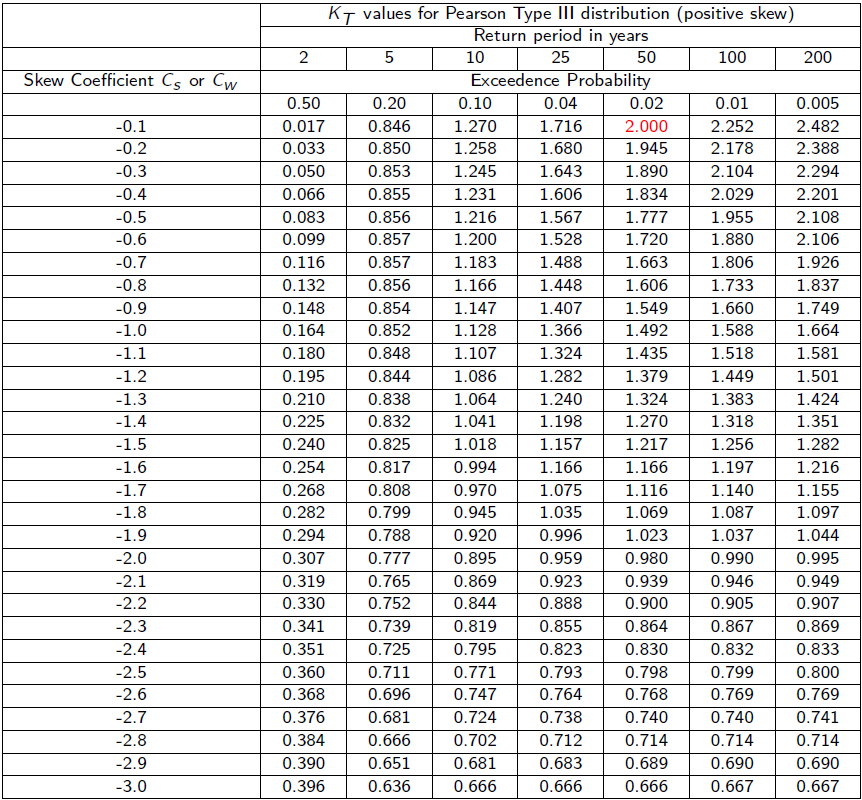 K_T values for Pearson Type III distribution (positive skew)
Return period in years
2 5 10 25 50 100 200
Skew Coefficient C_S or C_W Exceedence Probability
0.50 0.20 0.10 0.04 0.02 0.01 0.005
-0.1 0.017 0.846 1.270 1.716 2.000 2.252 2.482
-0.2 0.033 0.850 1.258 1.680 1.945 2.178 2.388
-0.3 0.050 0.853 1.245 1.643 1.890 2.104 2.294
-0.4 0.066 0.855 1.231 1.606 1.834 2.029 2.201
-0.5 0.083 0.856 1.216 1.567 1.777 1.955 2.108
-0.6 0.099 0.857 1.200 1.528 1.720 1.880 2.106
-0.7 0.116 0.857 1.183 1.488 1.663 1.806 1.926
-0.8 0.132 0.856 1.166 1.448 1.606 1.733 1.837
-0.9 0.148 0.854 1.147 1.407 1.549 1.660 1.749
-1.0 0.164 0.852 1.128 1.366 1.492 1.588 1.664
-1.1 0.180 0.848 1.107 1.324 1.435 1.518 1.581
-1.2 0.195 0.844 1.086 1.282 1.379 1.449 1.501
-1.3 0.210 0.838 1.064 1.240 1.324 1.383 1.424
-1.4 0.225 0.832 1.041 1.198 1.270 1.318 1.351
-1.5 0.240 0.825 1.018 1.157 1.217 1.256 1.282
-1.6 0.254 0.817 0.994 1.166 1.166 1.197 1.216
-1.7 0.268 0.808 0.970 1.075 1.116 1.140 1.155
-1.8 0.282 0.799 0.945 1.035 1.069 1.087 1.097
-1.9 0.294 0.788 0.920 0.996 1.023 1.037 1.044
-2.0 0.307 0.777 0.895 0.959 0.980 0.990 0.995
-2.1 0.319 0.765 0.869 0.923 0.939 0.946 0.949
-2.2 0.330 0.752 0.844 0.888 0.900 0.905 0.907
-2.3 0.341 0.739 0.819 0.855 0.864 0.867 0.869
-2.4 0.351 0.725 0.795 0.823 0.830 0.832 0.833
-2.5 0.360 0.711 0.771 0.793 0.798 0.799 0.800
-2.6 0.368 0.696 0.747 0.764 0.768 0.769 0.769
-2.7 0.376 0.681 0.724 0.738 0.740 0.740 0.741
-2.8 0.384 0.666 0.702 0.712 0.714 0.714 0.714
-2.9 0.390 0.651 0.681 0.683 0.689 0.690 0.690
-3.0 0.396 0.636 0.666 0.666 0.666 0.667 0.667